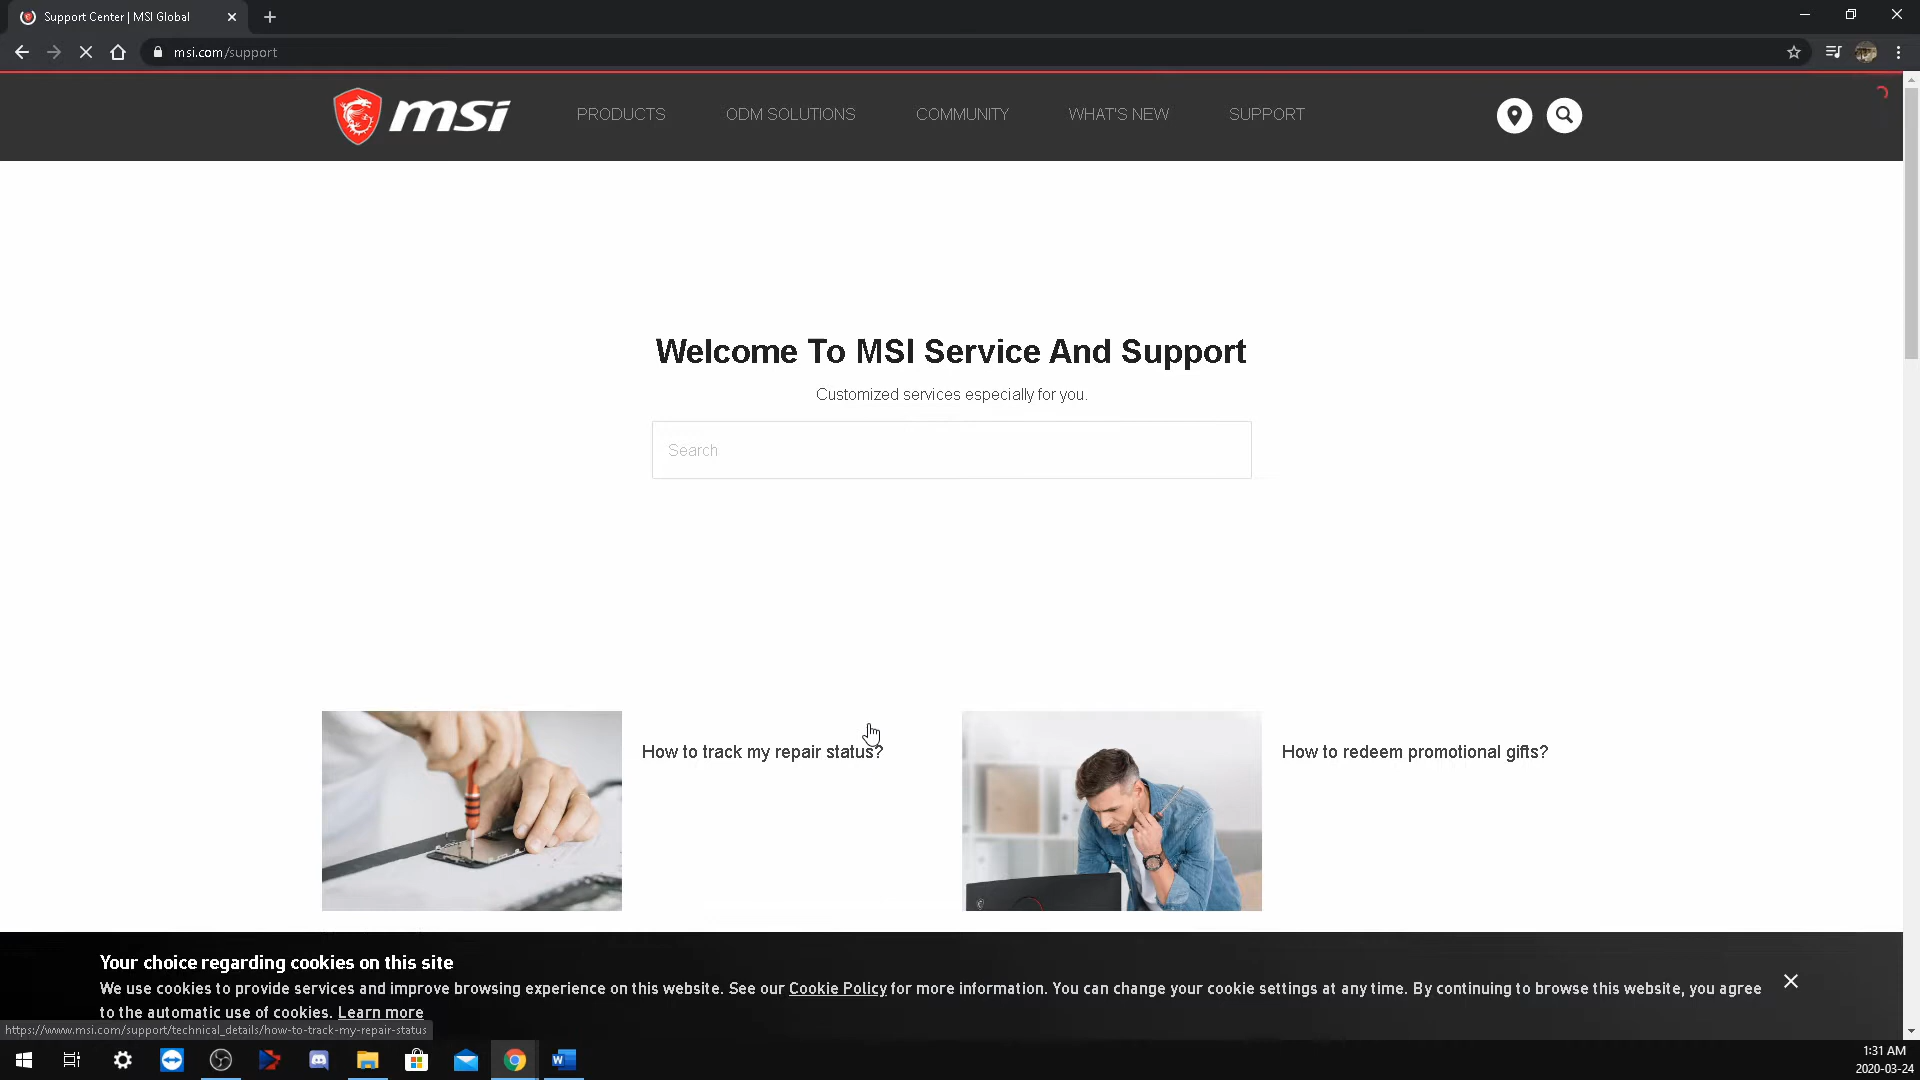 Support Center | MSI Global
msi.com/support
msi
PRODUCTS
ODM SOLUTIONS
COMMUNITY
WHAT'S NEW
SUPPORT
Welcome To MSI Service And Support
Customized services especially for you.
Search
How to track my repair status?
How to redeem promotional gifts?
Your choice regarding cookies on this site
We use cookies to provide services and improve browsing experience on this website. See our Cookie Policy for more information. You can change your cookie settings at any time. By continuing to browse this website, you agree
to the automatic use of cookies. Learn more
https://www.msi.com/support/technical_details/how-to-track-my-repair-status
W
1:31 AM
2020-03-24